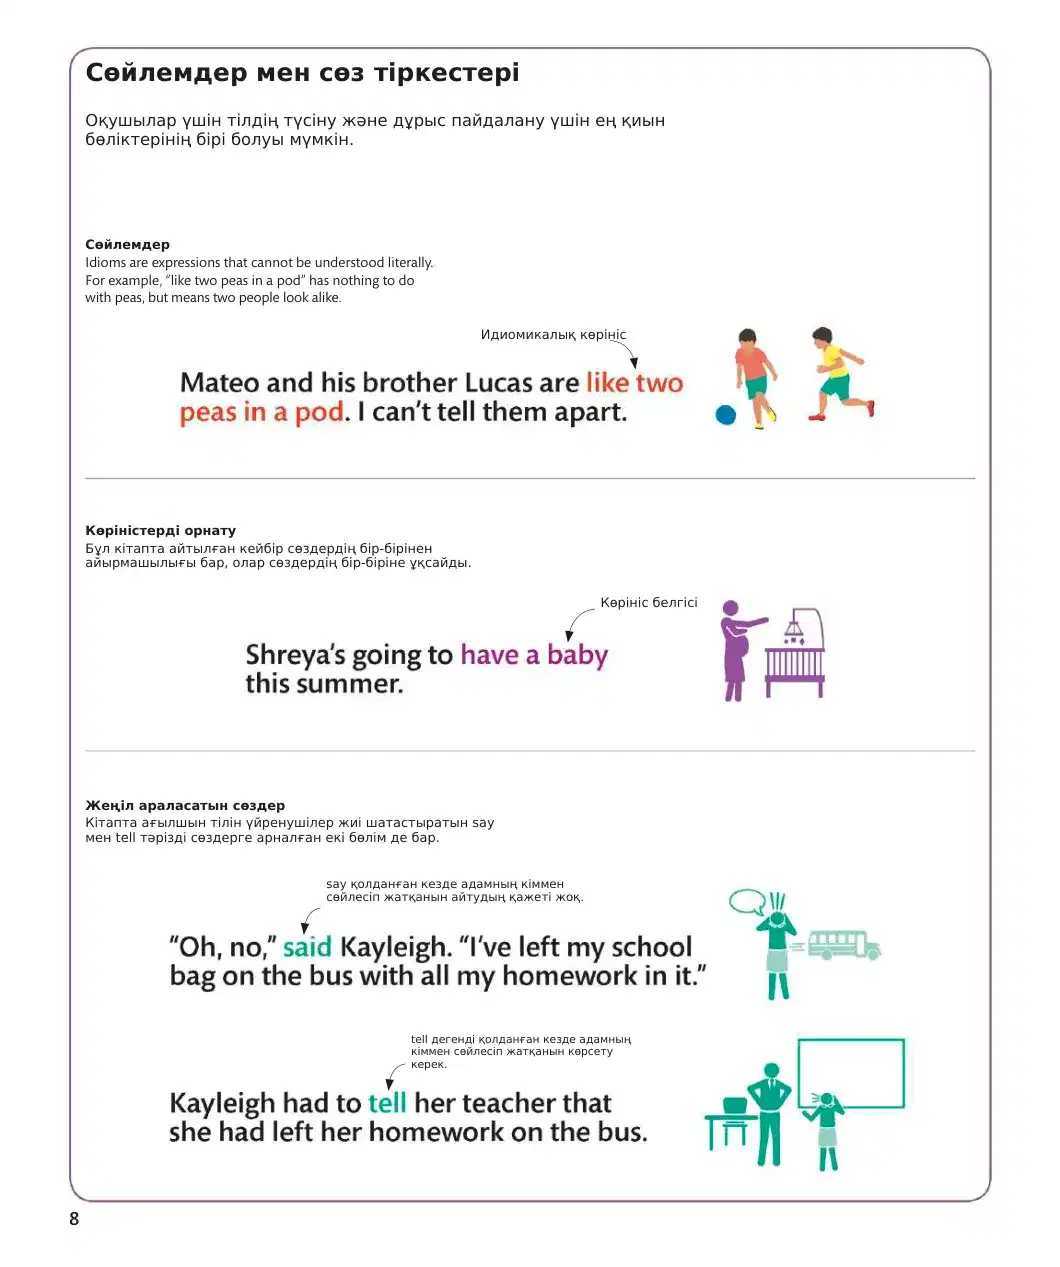 Сөйлемдер мен сөз тіркестері
Оқушылар үшін тілдің түсіну және дұрыс пайдалану үшін ең қиын
бөліктерінің бірі болуы мүмкін.
Сөйлемдер
Idioms are expressions that cannot be understood literally.
For example, “like two peas in a pod” has nothing to do
with peas, but means two people look alike.
Идиомикалық көрініс
Mateo and his brother Lucas are like two
peas in a pod. I can’t tell them apart.
Көріністерді орнату
Бұл кітапта айтылған кейбір сөздердің бір-бірінен
айырмашылығы бар, олар сөздердің бір-біріне ұқсайды.
Көрініс белгісі
Shreya’s going to have a baby
this summer.
Жеңіл араласатын сөздер
Кітапта ағылшын тілін үйренушілер жиі шатастыратын say
мен tell тәрізді сөздерге арналған екі бөлім де бар.
say қолданған кезде адамның кіммен
сөйлесіп жатқанын айтудың қажеті жоқ.
“Oh, no,” said Kayleigh. “I’ve left my school
bag on the bus with all my homework in it.”
tell дегенді қолданған кезде адамның
кіммен сөйлесіп жатқанын көрсету
керек.
Kayleigh had to tell her teacher that
she had left her homework on the bus.
8